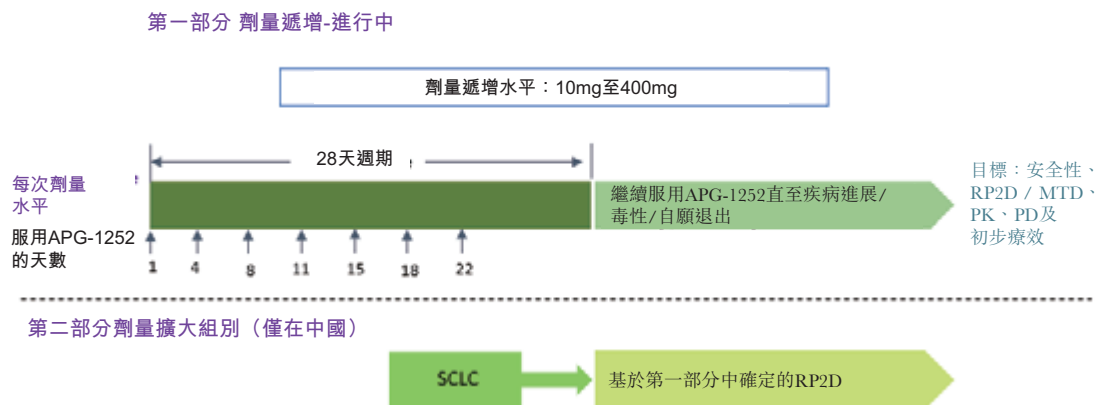 第一部分 劑量遞增-進行中
劑量遞增水平：10mg至400mg
28天週期
每次劑量
水平
繼續服用APG-1252直至疾病進展/
毒性/自願退出
目標：安全性、
RP2D / MTD、
PK、PD及
初步療效
服用APG-1252
的天數
1 4 8 11 15 18 22
第二部分劑量擴大組別（僅在中國）
SCLC
基於第一部分中確定的RP2D